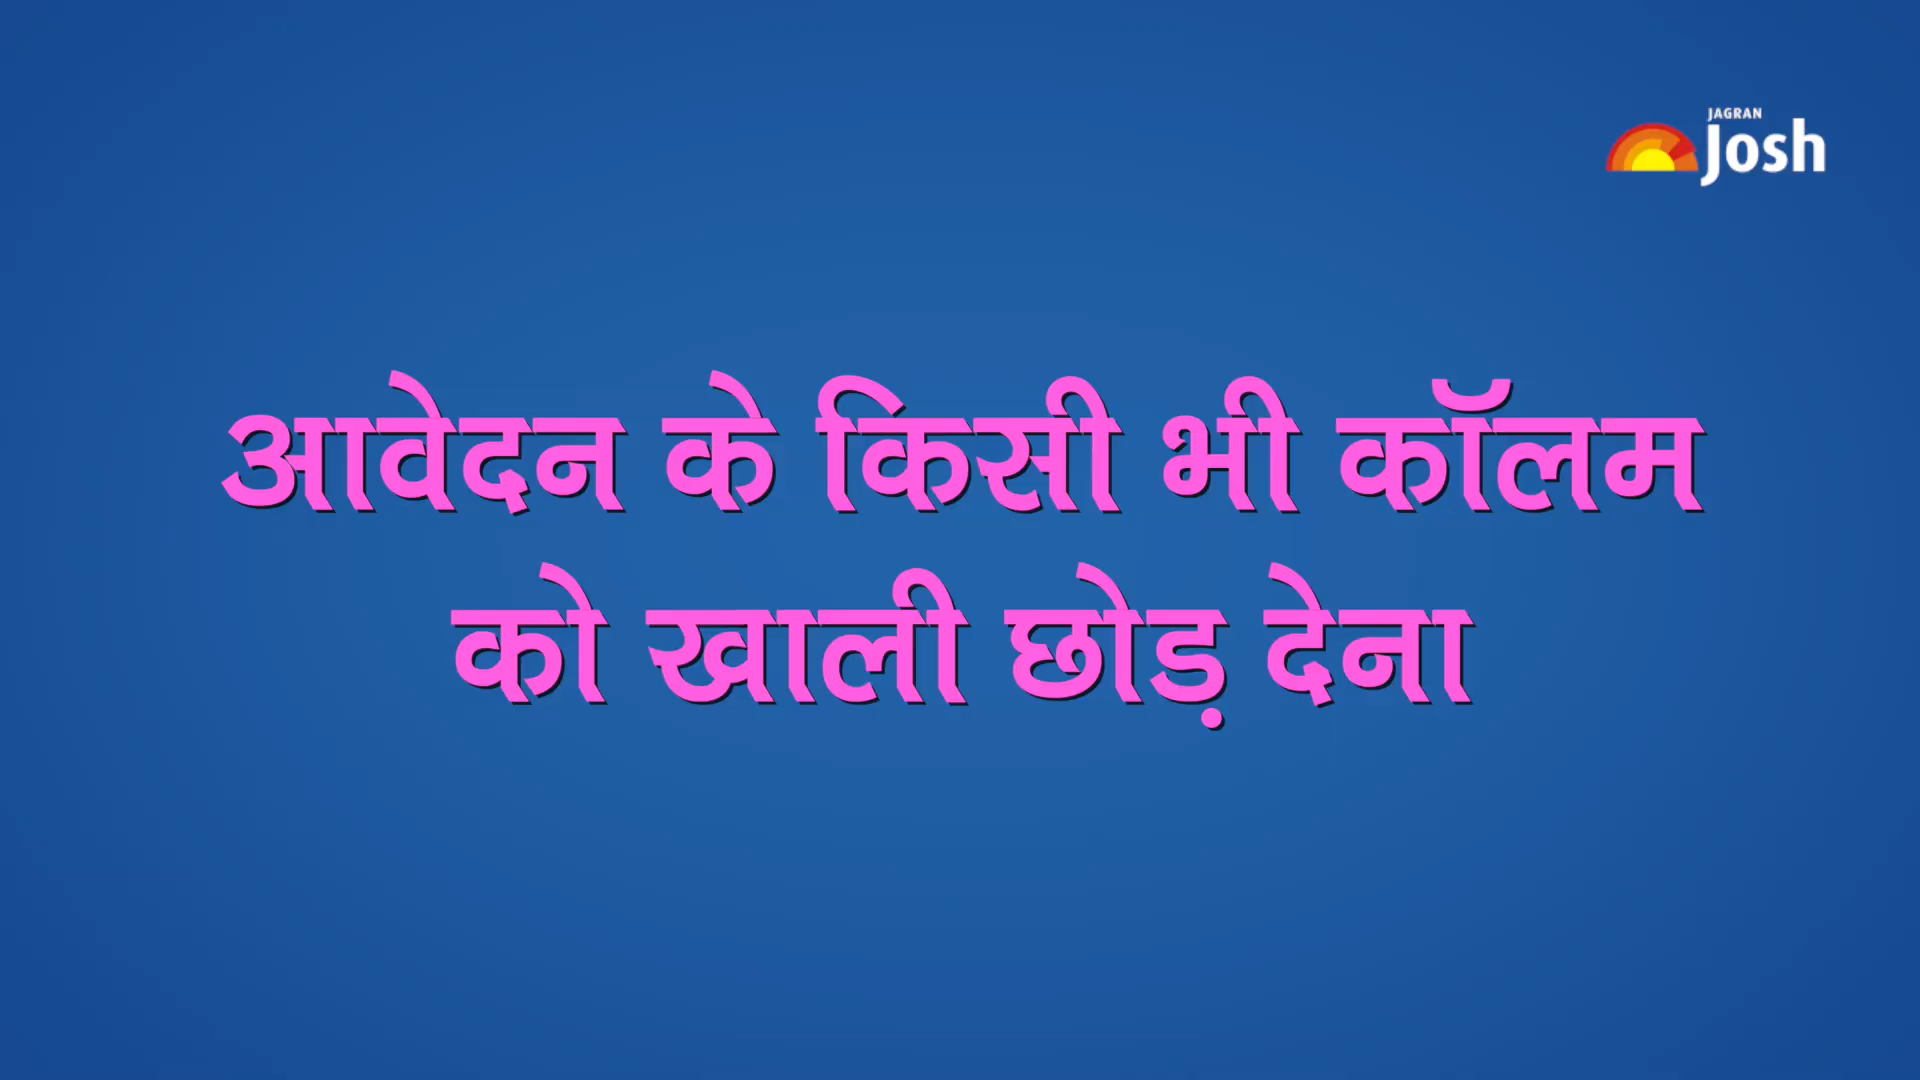 JAGRAN
Josh
आवेदन के किसी भी कॉलम
को खाली छोड़ देना